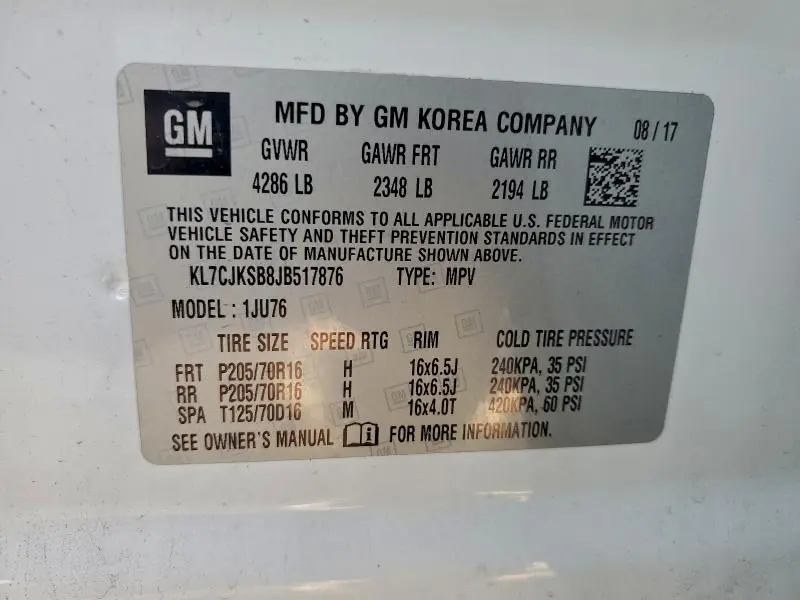 GM MFD BY GM KOREA COMPANY 08/17
GVWR GAWR FRT GAWR RR
4286 LB 2348 LB 2194 LB
THIS VEHICLE CONFORMS TO ALL APPLICABLE U.S. FEDERAL MOTOR
VEHICLE SAFETY AND THEFT PREVENTION STANDARDS IN EFFECT
ON THE DATE OF MANUFACTURE SHOWN ABOVE.
KL7CJKSB8JB517876 TYPE: MPV
MODEL : 1JU76
TIRE SIZE SPEED RTG RIM COLD TIRE PRESSURE
FRT P205/70R16 H 16x6.5J 240KPA, 35 PSI
RR P205/70R16 H 16x6.5J 240KPA, 35 PSI
SPA T125/70D16 M 16x4.0T 420KPA, 60 PSI
SEE OWNER'S MANUAL FOR MORE INFORMATION.